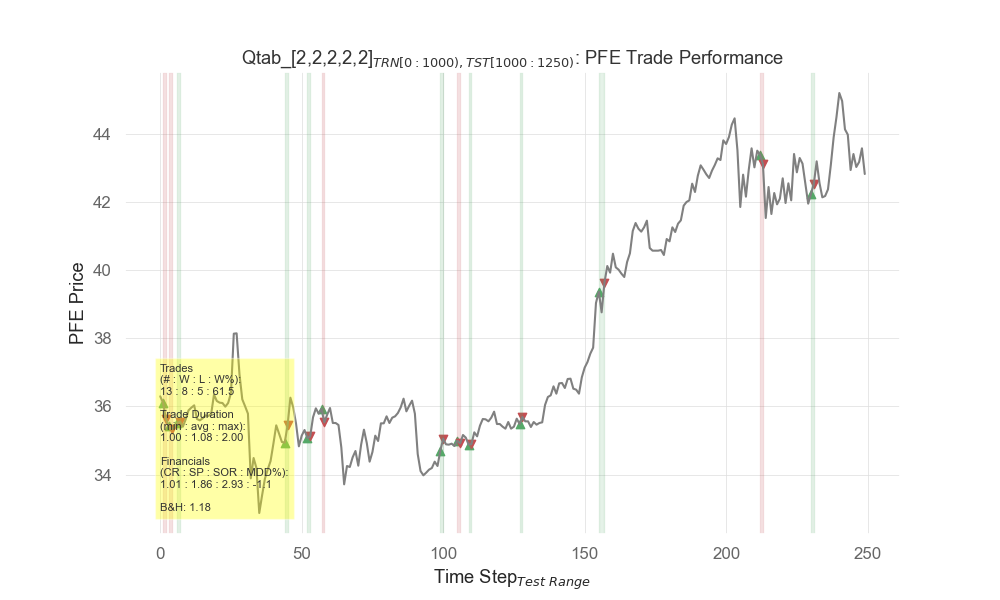 Qtab_[2,2,2,2,2]TRN[0 : 1000), TST[1000 : 1250): PFE Trade Performance
PFE Price
44
42
40
38
36
34
Trades
(# : W : L : W%):
13 : 8 : 5 : 61.5
Trade Duration
(min : avg : max):
1.00 : 1.08 : 2.00
Financials
(CR : SP : SOR : MDD%):
1.01 : 1.86 : 2.93 : -1.1
B&H: 1.18
0 50 100 150 200 250
Time StepTest Range